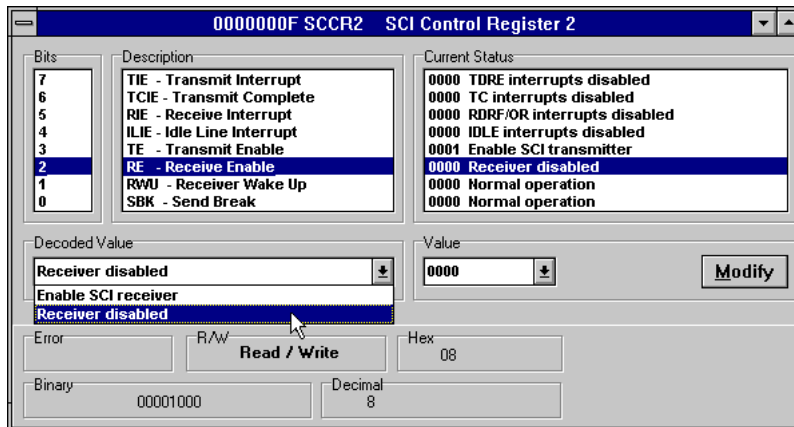 0000000F SCCR2 SCI Control Register 2
Bits Description Current Status
7 TIE - Transmit Interrupt 0000 TDRE interrupts disabled
6 TCIE - Transmit Complete 0000 TC interrupts disabled
5 RIE - Receive Interrupt 0000 RDRF/OR interrupts disabled
4 ILIE - Idle Line Interrupt 0000 IDLE interrupts disabled
3 TE - Transmit Enable 0001 Enable SCI transmitter
2 RE - Receive Enable 0000 Receiver disabled
1 RWU - Receiver Wake Up 0000 Normal operation
0 SBK - Send Break 0000 Normal operation
Decoded Value Value
Receiver disabled 0000 Modify
Enable SCI receiver
Receiver disabled
Error R/W Hex
Read / Write 08
Binary Decimal
00001000 8